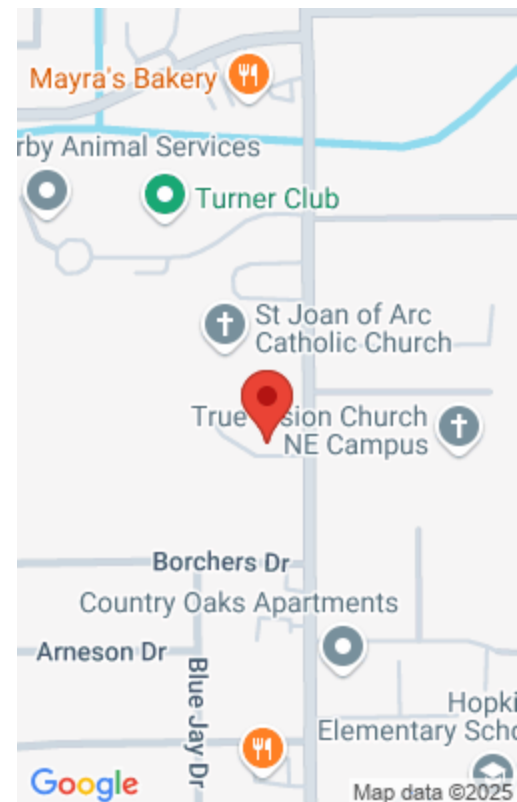 Mayra's Bakery
rby Animal Services
Turner Club
St Joan of Arc
Catholic Church
True sion Church
NE Campus
Borchers Dr
Country Oaks Apartments
Arneson Dr
Blue Jay Dr
Hopki
Elementary Scho
Google
Map data ©2025